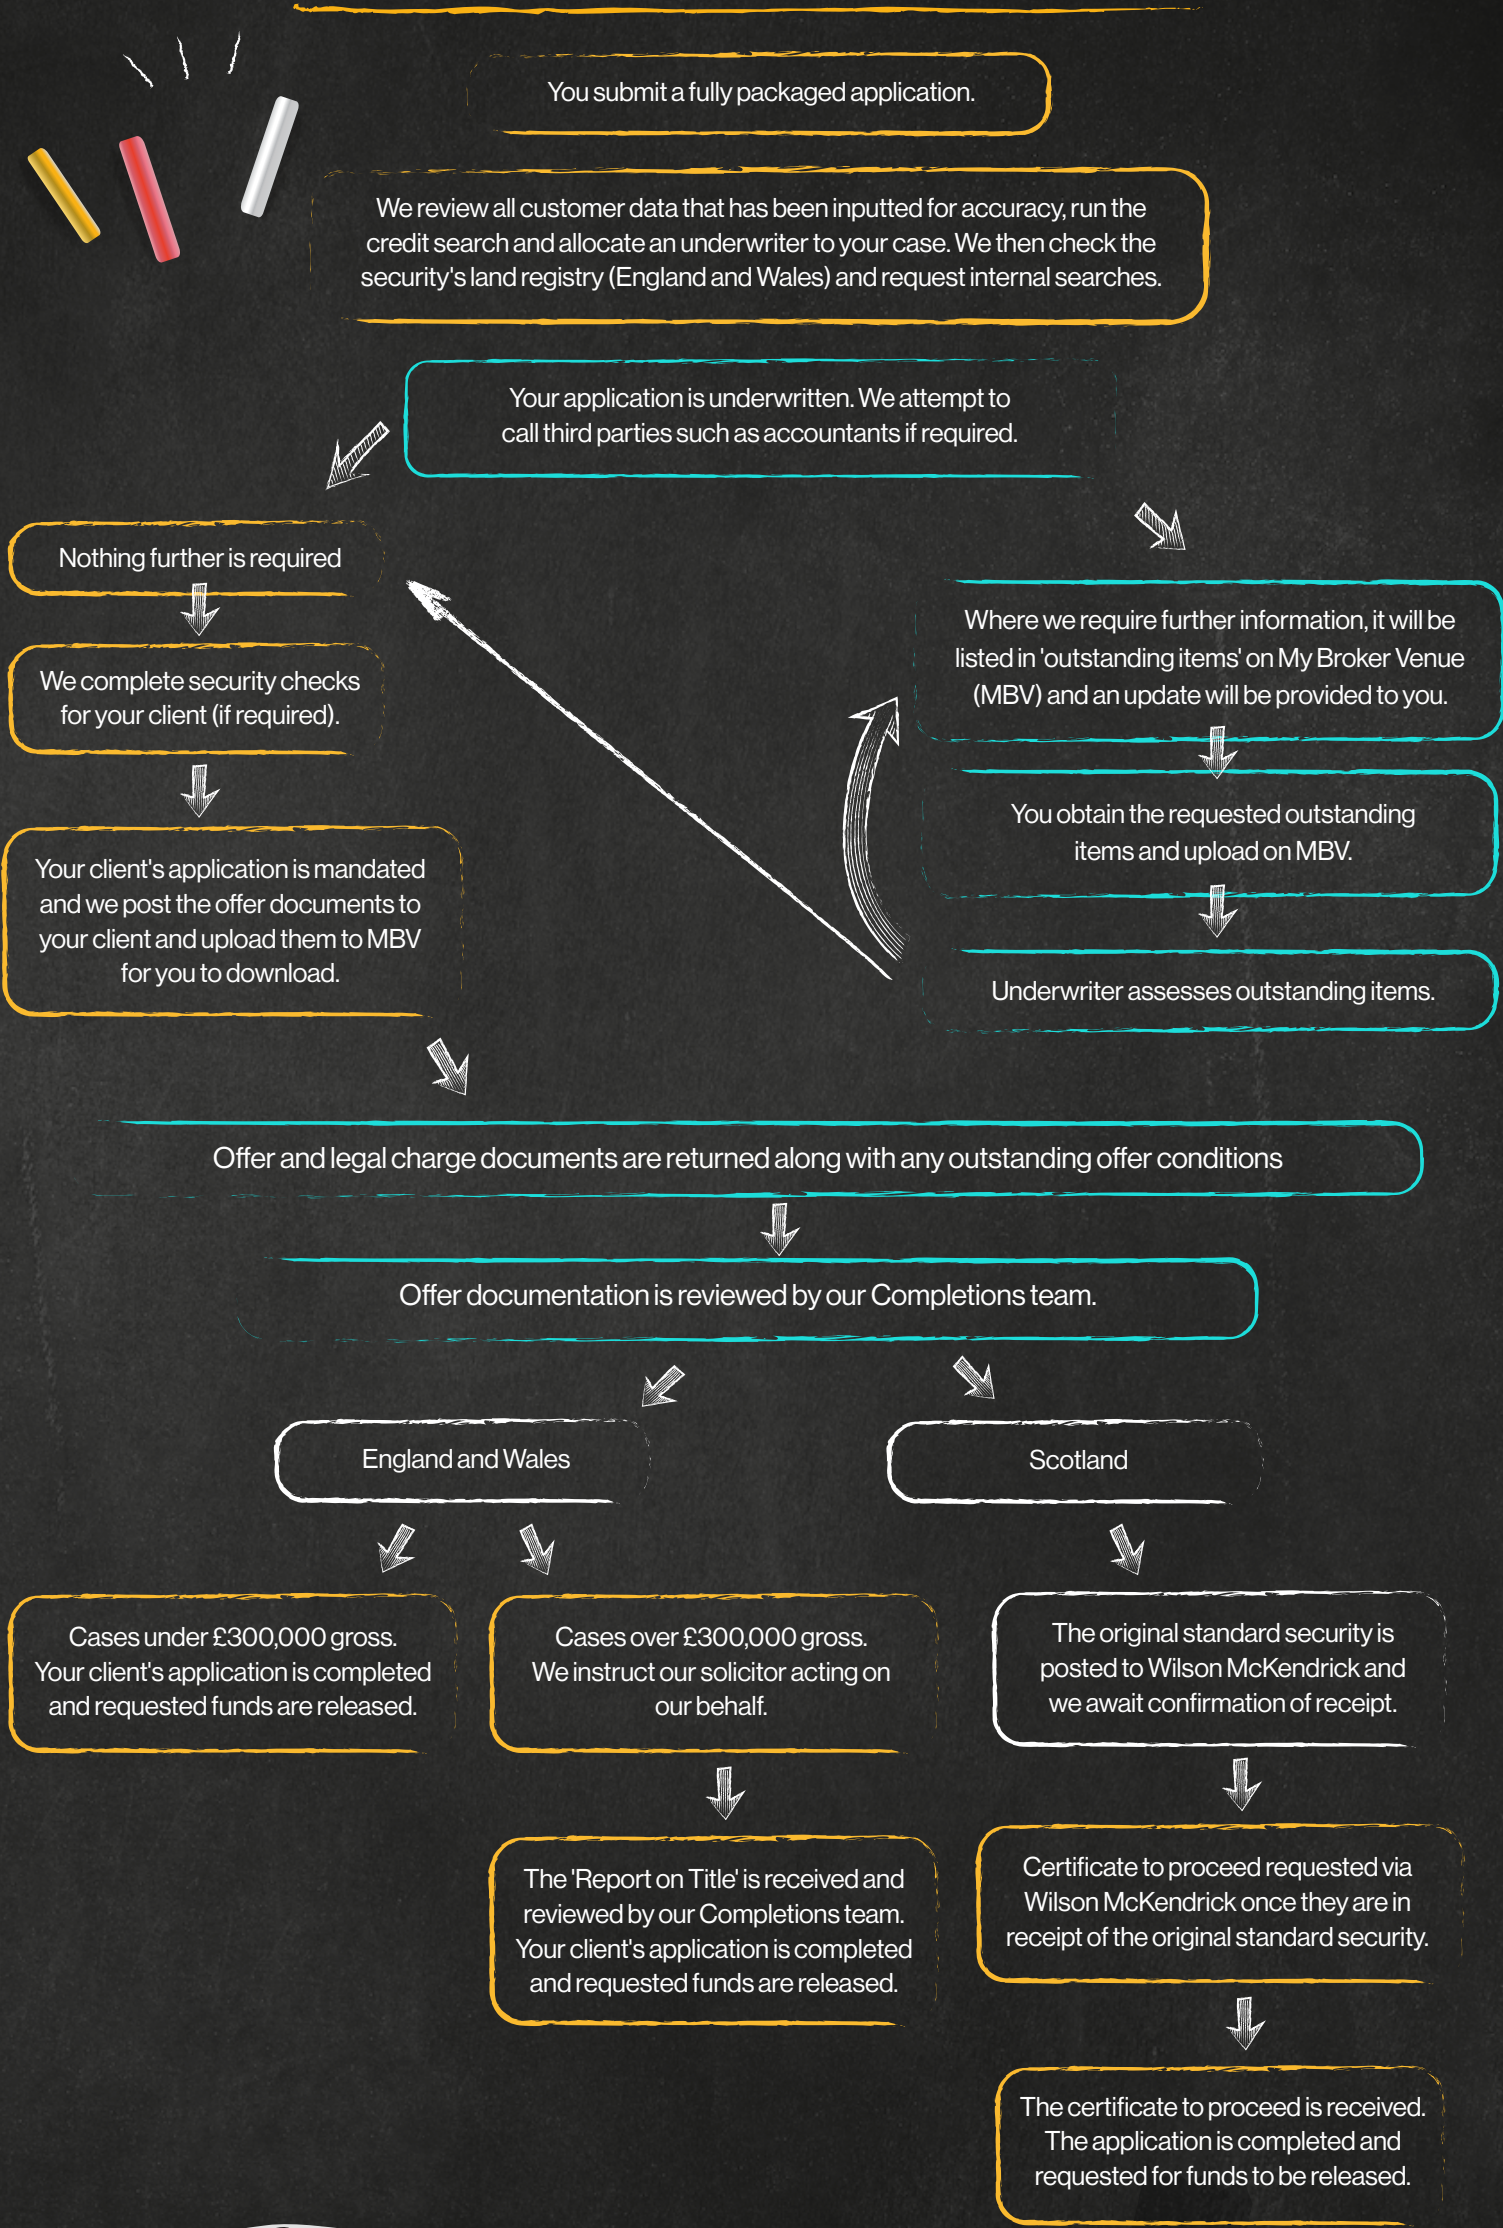 You submit a fully packaged application.
We review all customer data that has been inputted for accuracy, run the
credit search and allocate an underwriter to your case. We then check the
security's land registry (England and Wales) and request internal searches.
Your application is underwritten. We attempt to
call third parties such as accountants if required.
Nothing further is required
We complete security checks
for your client (if required).
Your client's application is mandated
and we post the offer documents to
your client and upload them to MBV
for you to download.
Where we require further information, it will be
listed in 'outstanding items' on My Broker Venue
(MBV) and an update will be provided to you.
You obtain the requested outstanding
items and upload on MBV.
Underwriter assesses outstanding items.
Offer and legal charge documents are returned along with any outstanding offer conditions
Offer documentation is reviewed by our Completions team.
England and Wales
Cases under £300,000 gross.
Your client's application is completed
and requested funds are released.
Cases over £300,000 gross.
We instruct our solicitor acting on
our behalf.
The 'Report on Title' is received and
reviewed by our Completions team.
Your client's application is completed
and requested funds are released.
Scotland
The original standard security is
posted to Wilson McKendrick and
we await confirmation of receipt.
Certificate to proceed requested via
Wilson McKendrick once they are in
receipt of the original standard security.
The certificate to proceed is received.
The application is completed and
requested for funds to be released.